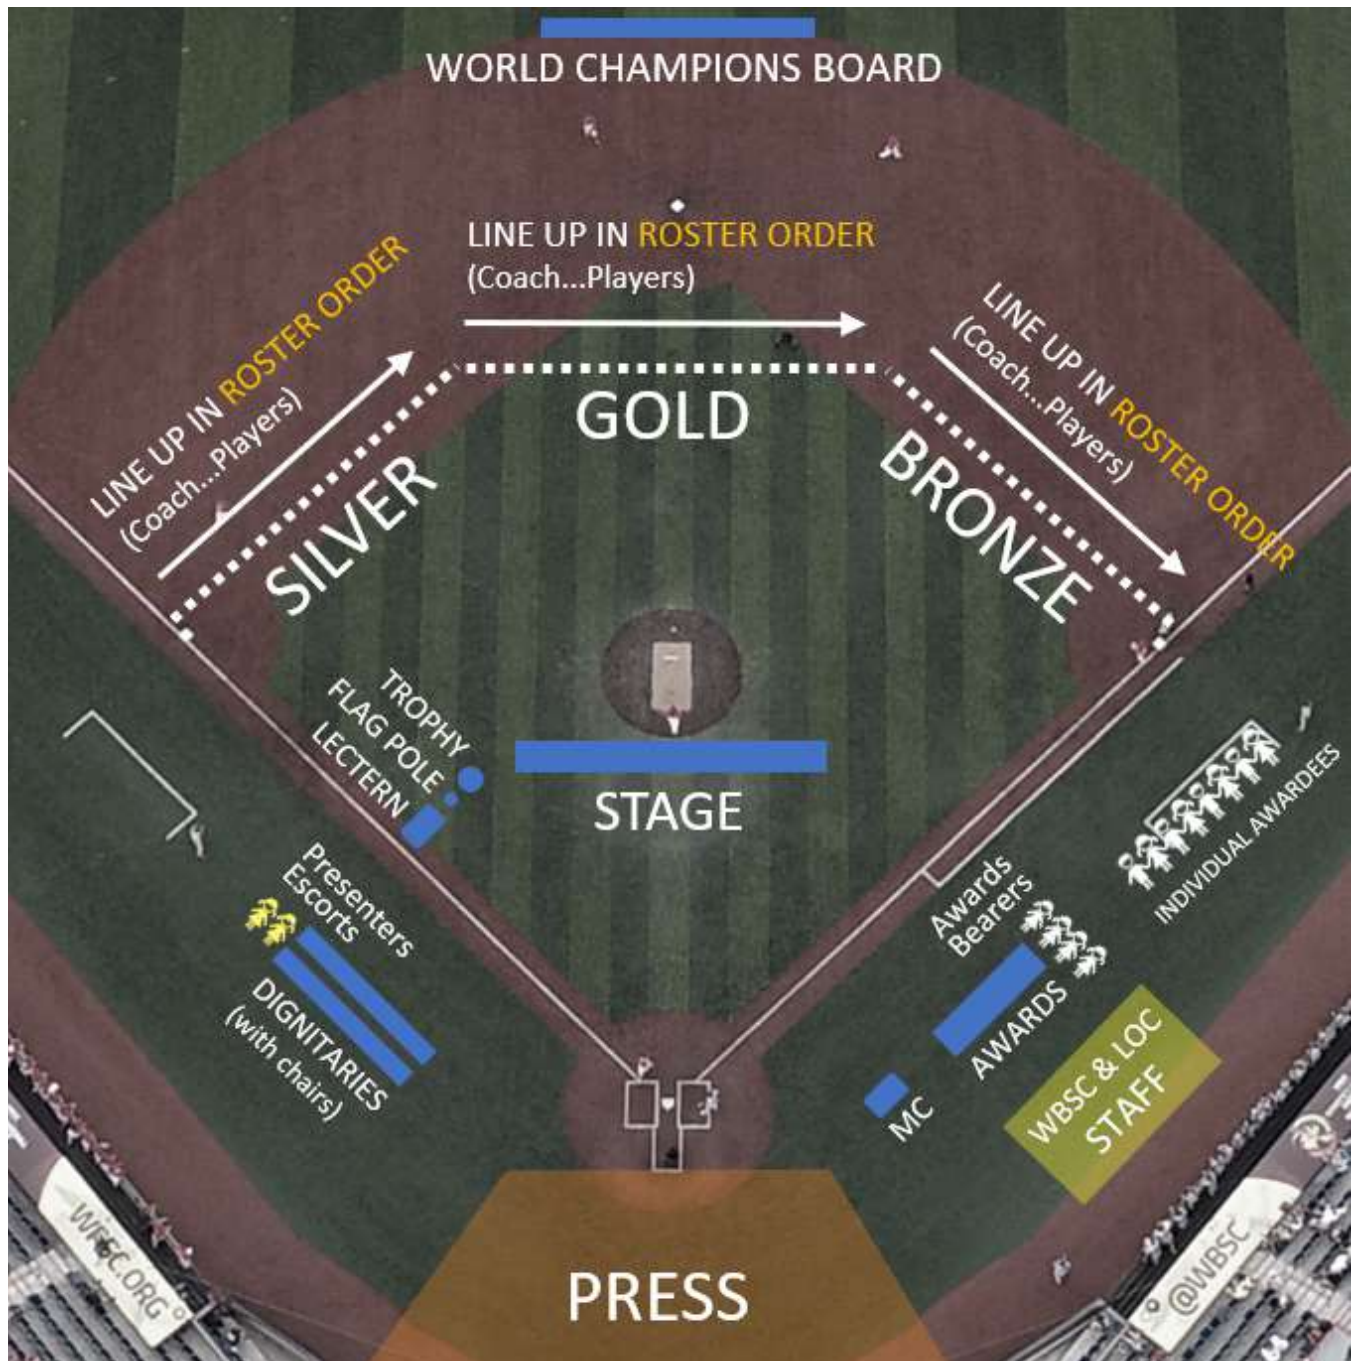 WORLD CHAMPIONS BOARD
LINE UP IN ROSTER ORDER
(Coach...Players)
LINE UP IN ROSTER ORDER
(Coach...Players)
LINE UP IN ROSTER ORDER
(Coach...Players)
GOLD
SILVER
BRONZE
TROPHY
FLAG POLE
LECTERN
STAGE
Presenters
Escorts
DIGNITARIES
(with chairs)
INDIVIDUAL AWARDEES
Awards
Bearers
AWARDS
MC
WBSC & LOC
STAFF
PRESS
WBSC.ORG
@WBSC